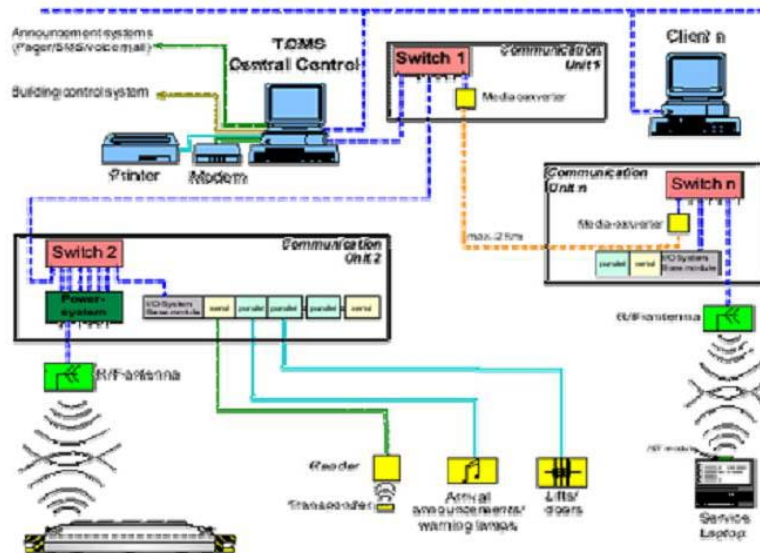 Announcement systems
(Pager/SMS/voicemail)
Building control system
TCMS
Central Control
Printer
Modem
Switch 1
Communication
Unit 1
Media converter
Client n
Communication
Unit n
Switch n
Media converter
max. 2 km
parallel
serial
I/O System
Base module
Switch 2
Communication
Unit 2
Power-
system
I/O System
Base module
serial
parallel
parallel
parallel
serial
R/F antenna
R/F antenna
Reader
Transponder
Arrival
announcements/
warning lamps
Lifts/
doors
R/F module
Service
Laptop